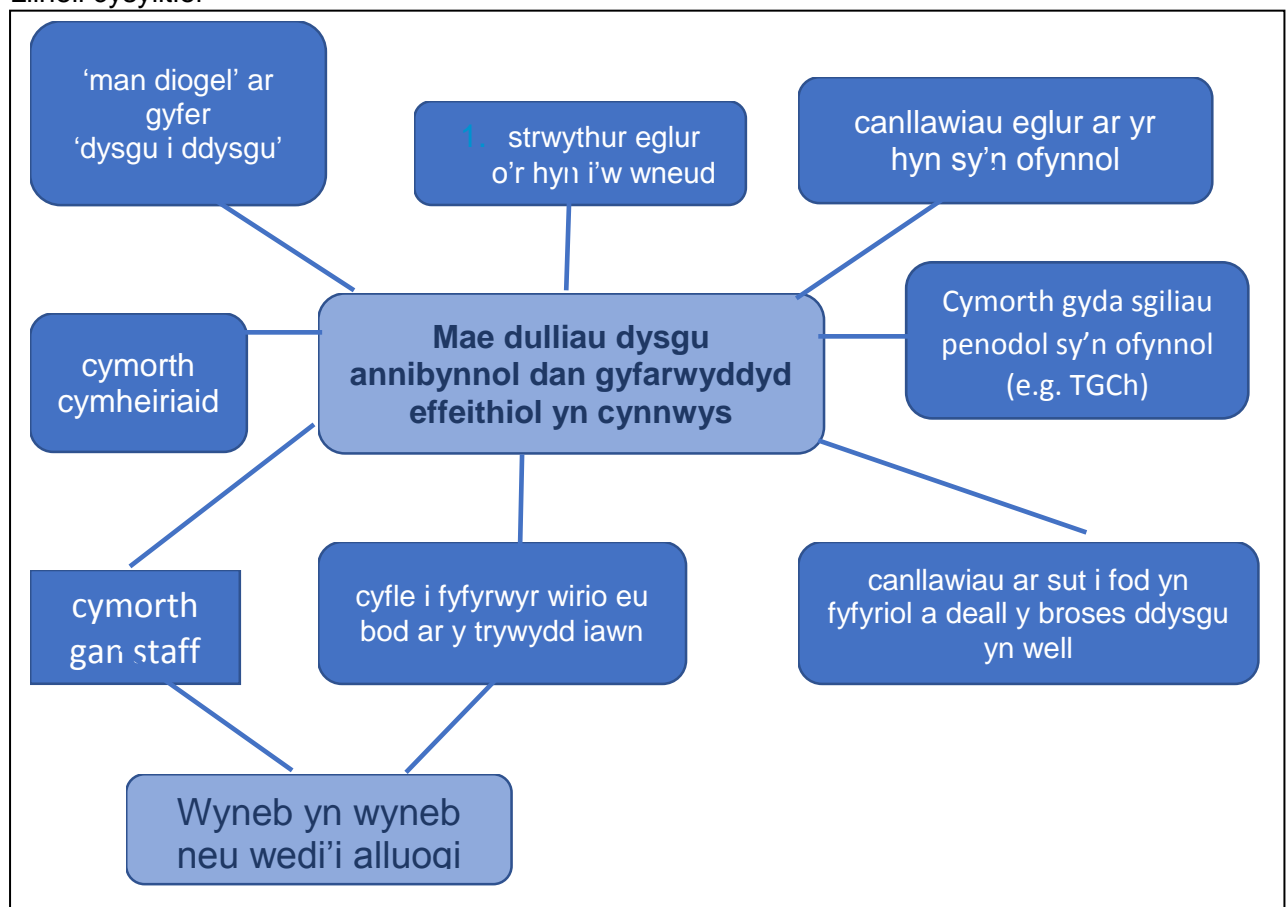 'man diogel' ar
gyfer
'dysgu i ddysgu'
1. strwythur eglur
o'r hyn i'w wneud
canllawiau eglur ar yr
hyn sy'n ofynnol
cymorth
cymheiriaid
Mae dulliau dysgu
annibynnol dan gyfarwyddyd
effeithiol yn cynnwys
Cymorth gyda sgiliau
penodol sy'n ofynnol
(e.g. TGCh)
cymorth
gan staff
cyfle i fyfyrwyr wirio eu
bod ar y trywydd iawn
canllawiau ar sut i fod yn
fyfyriol a deall y broses ddysgu
yn well
Wyneb yn wyneb
neu wedi'i alluogi